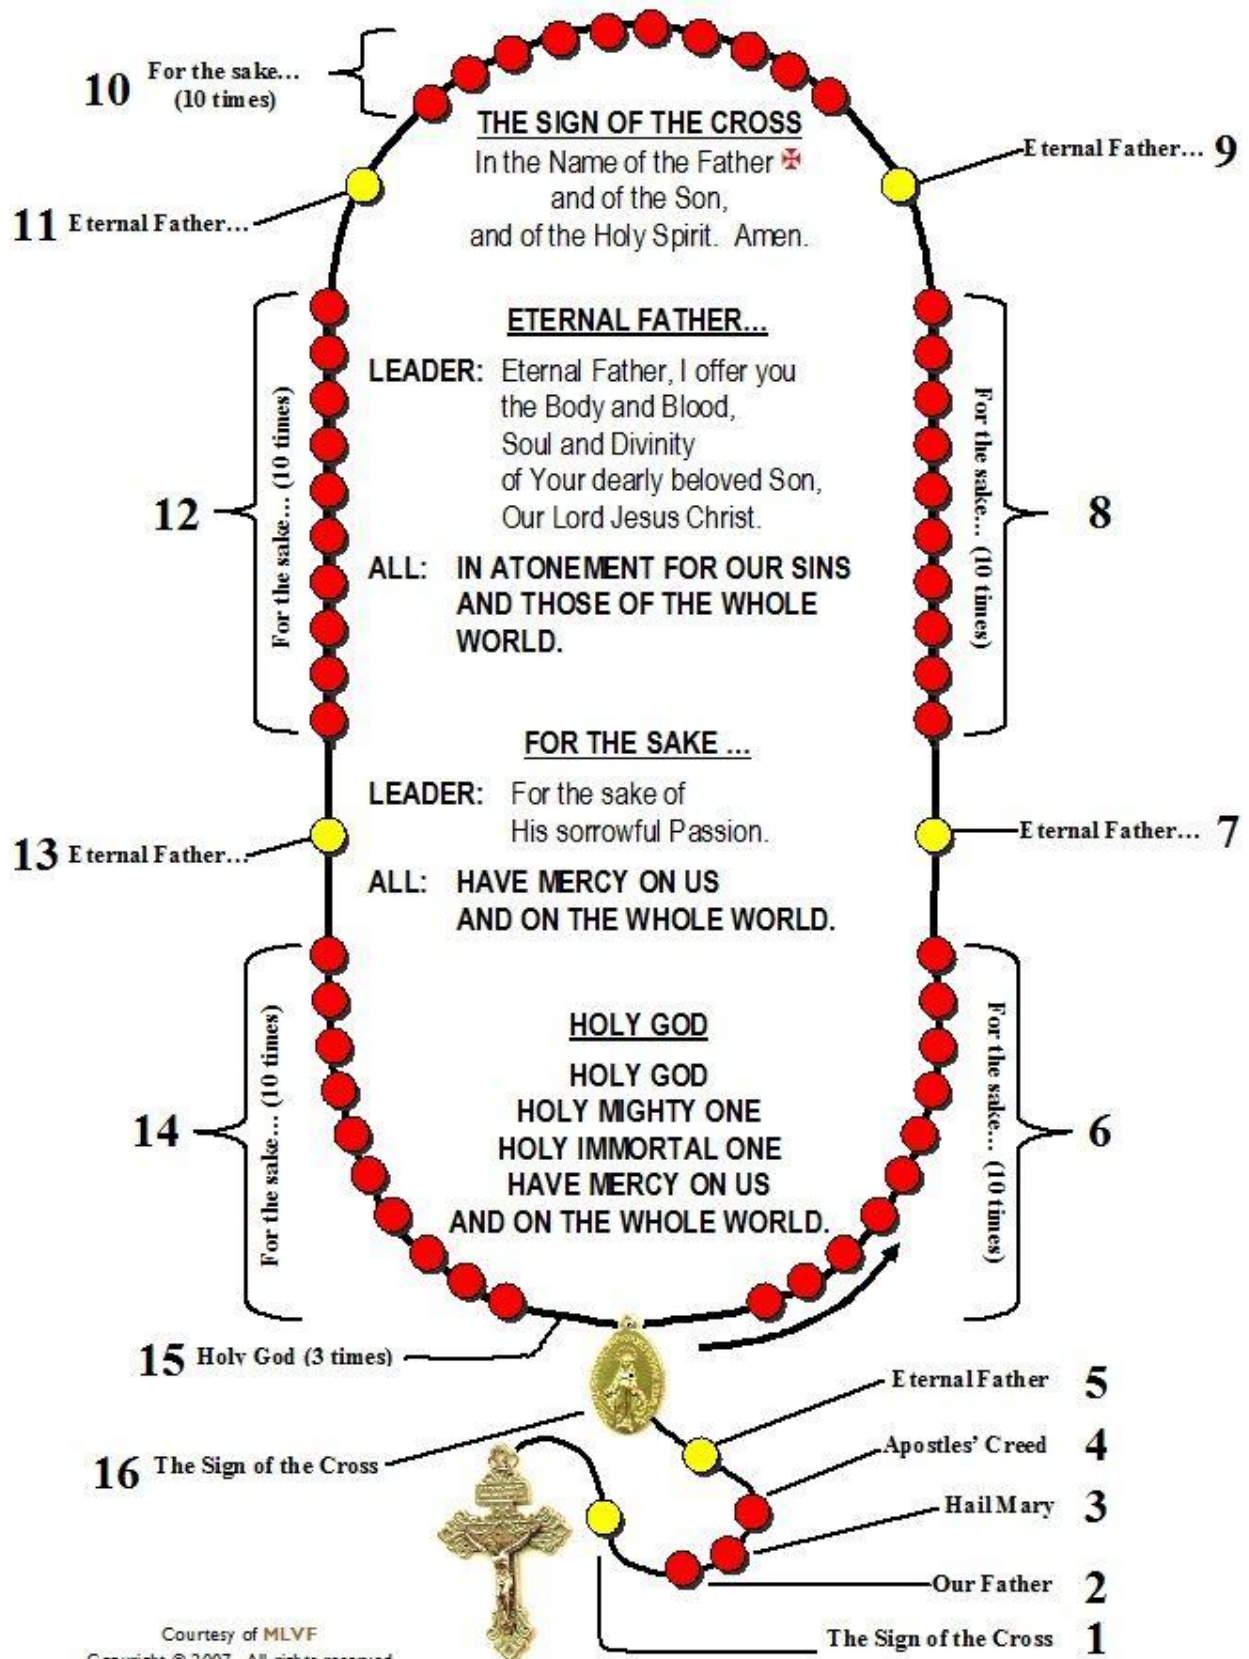 10 For the sake...
(10 times)
THE SIGN OF THE CROSS
In the Name of the Father ✠
and of the Son,
and of the Holy Spirit. Amen.
Eternal Father... 9
11 Eternal Father...
ETERNAL FATHER...
LEADER: Eternal Father, I offer you
the Body and Blood,
Soul and Divinity
of Your dearly beloved Son,
Our Lord Jesus Christ.
ALL: IN ATONEMENT FOR OUR SINS
AND THOSE OF THE WHOLE
WORLD.
12 For the sake... (10 times)
For the sake... (10 times) 8
FOR THE SAKE ...
LEADER: For the sake of
His sorrowful Passion.
ALL: HAVE MERCY ON US
AND ON THE WHOLE WORLD.
13 Eternal Father...
Eternal Father... 7
HOLY GOD
HOLY GOD
HOLY MIGHTY ONE
HOLY IMMORTAL ONE
HAVE MERCY ON US
AND ON THE WHOLE WORLD.
14 For the sake... (10 times)
For the sake... (10 times) 6
15 Holy God (3 times)
Eternal Father 5
Apostles' Creed 4
16 The Sign of the Cross
Hail Mary 3
Our Father 2
The Sign of the Cross 1
Courtesy of MLVF
Copyright © 2007 All rights reserved